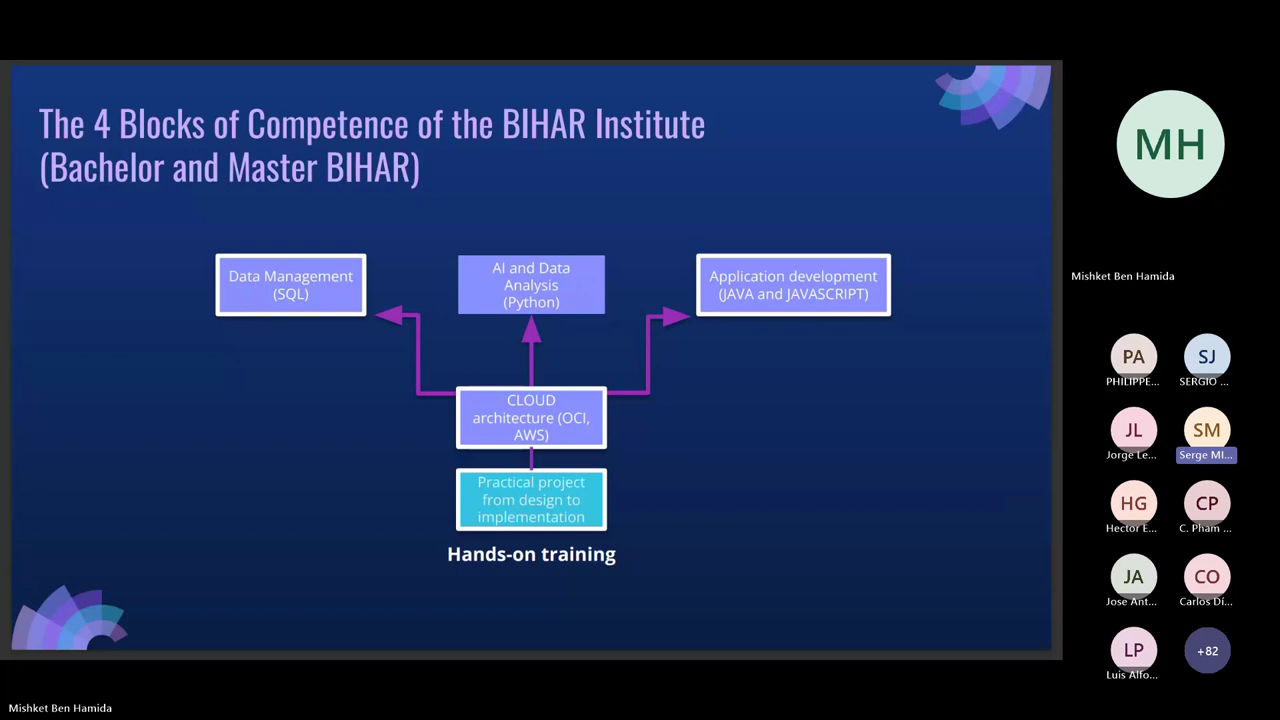 The 4 Blocks of Competence of the BIHAR Institute
(Bachelor and Master BIHAR)
Data Management
(SQL)
AI and Data
Analysis
(Python)
Application development
(JAVA and JAVASCRIPT)
CLOUD
architecture (OCI,
AWS)
Practical project
from design to
implementation
Hands-on training
MH
Mishket Ben Hamida
PA
PHILIPPE...
SJ
SERGIO ...
JL
Jorge Le...
SM
Serge MI...
HG
Hector E...
CP
C. Pham ...
JA
Jose Ant...
CO
Carlos Dí...
LP
Luis Alfo...
+82
Mishket Ben Hamida